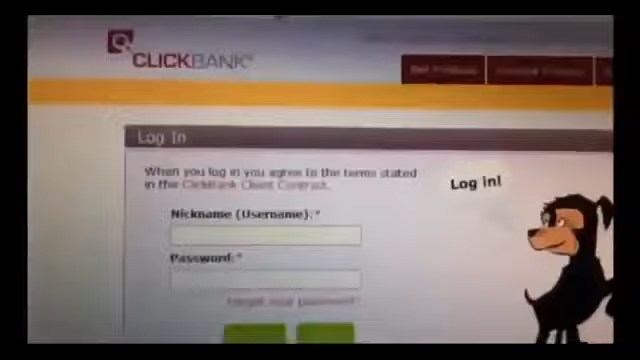 CLICKBANK®
Log In
When you log in you agree to the terms stated
in the ClickBank Client Contract.
Log in!
Nickname (Username):*
Password:*
Forgot your password?